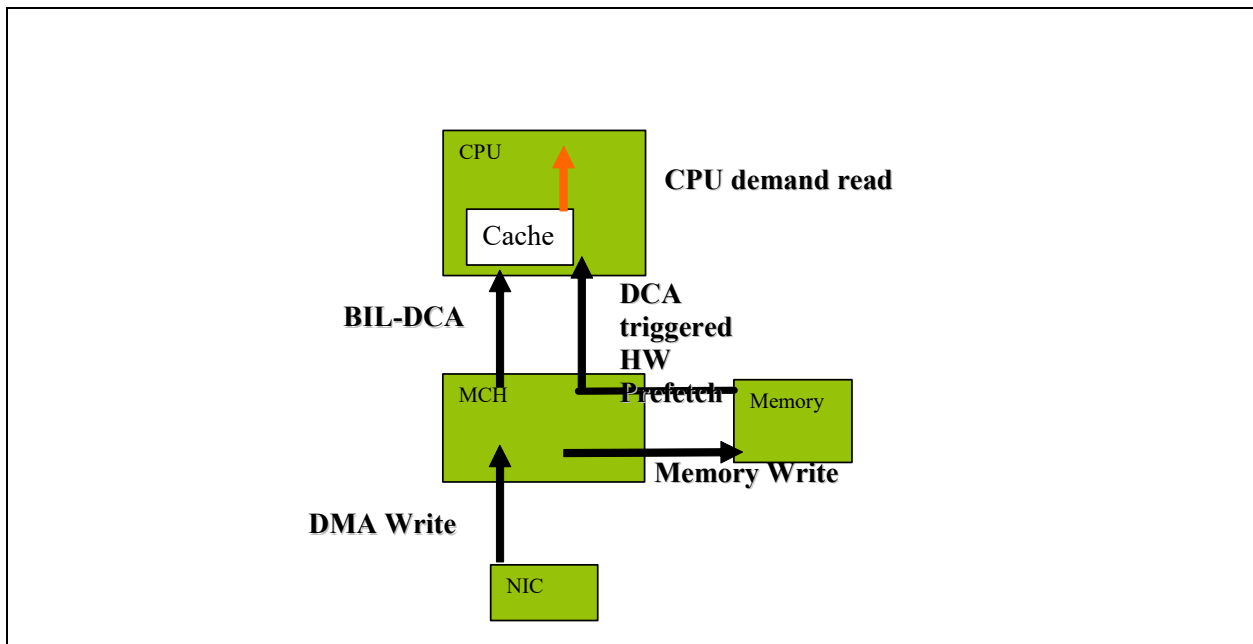 CPU
CPU demand read
Cache
BIL-DCA
DCA
triggered
HW
Prefetch
MCH
Memory
Memory Write
DMA Write
NIC